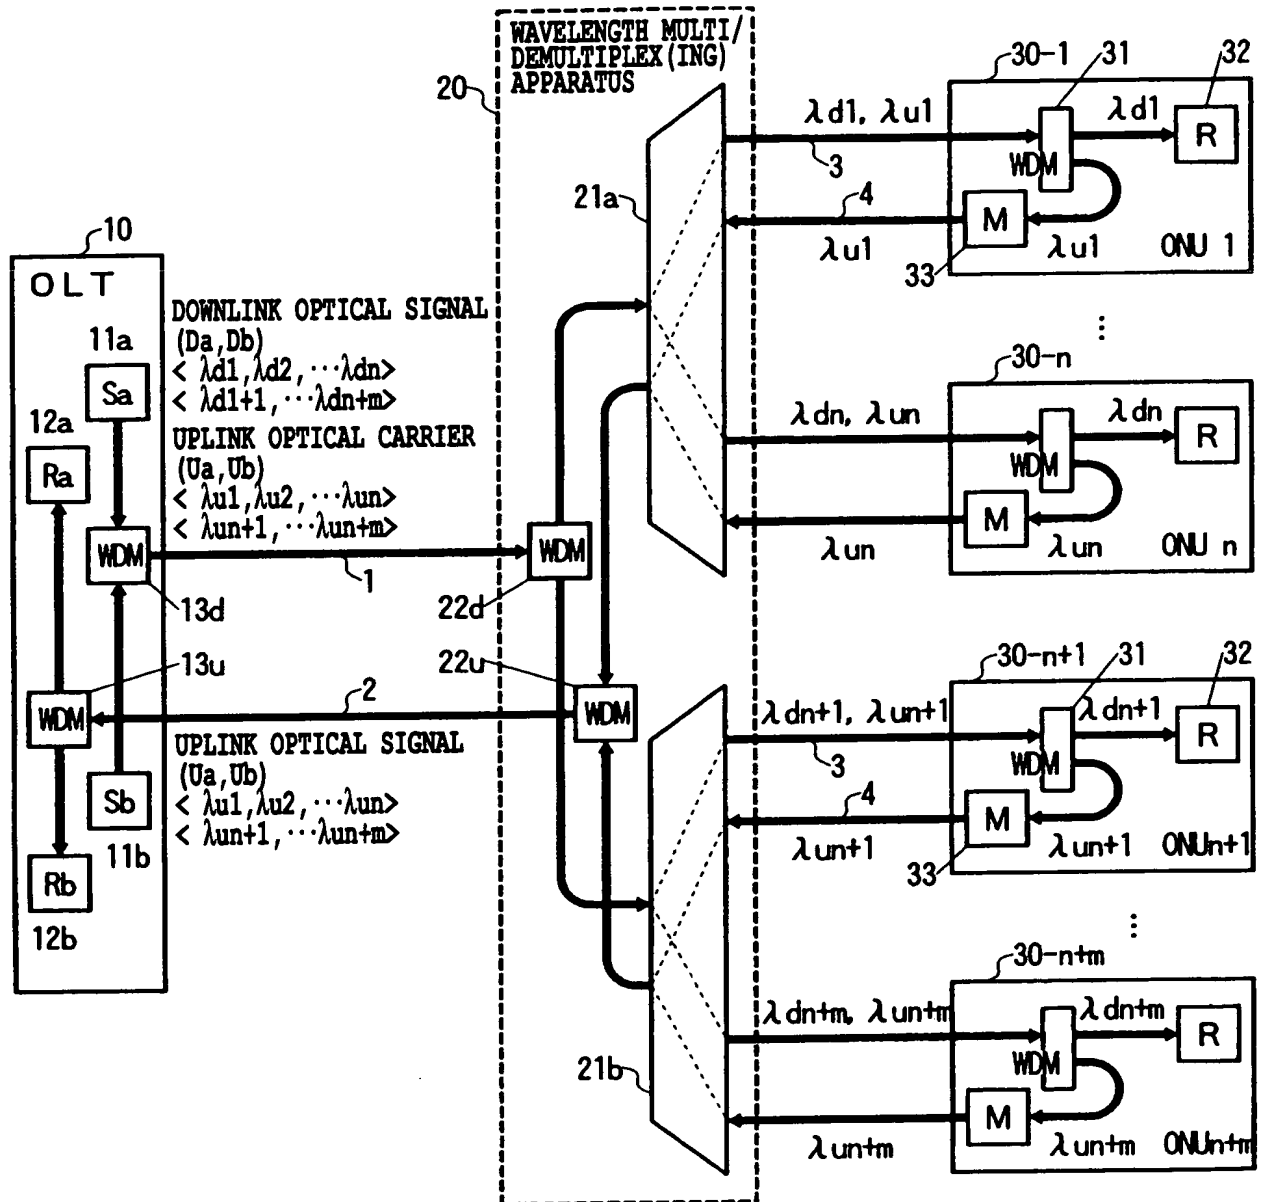 WAVELENGTH MULTI/
DEMULTIPLEX(ING)
APPARATUS
20
21a
10
OLT
11a
Sa
12a
Ra
WDM
13d
13u
WDM
Sb
11b
Rb
12b
DOWNLINK OPTICAL SIGNAL
(Da,Db)
< λd1,λd2,···λdn>
< λd1+1,···λdn+m>
UPLINK OPTICAL CARRIER
(Ua,Ub)
< λu1,λu2,···λun>
< λun+1,···λun+m>
1
2
UPLINK OPTICAL SIGNAL
(Ua,Ub)
< λu1,λu2,···λun>
< λun+1,···λun+m>
WDM
22d
22u
WDM
21b
λd1, λu1
3
4
λu1
30-1
31
32
λd1
R
WDM
M
33
λu1
ONU 1
⋮
30-n
λdn, λun
λdn
R
WDM
M
λun
λun
ONU n
30-n+1
31
32
λdn+1, λun+1
λdn+1
3
R
WDM
4
M
λun+1
33
λun+1
ONUn+1
⋮
30-n+m
λdn+m, λun+m
λdn+m
R
WDM
M
λun+m
λun+m
ONUn+m